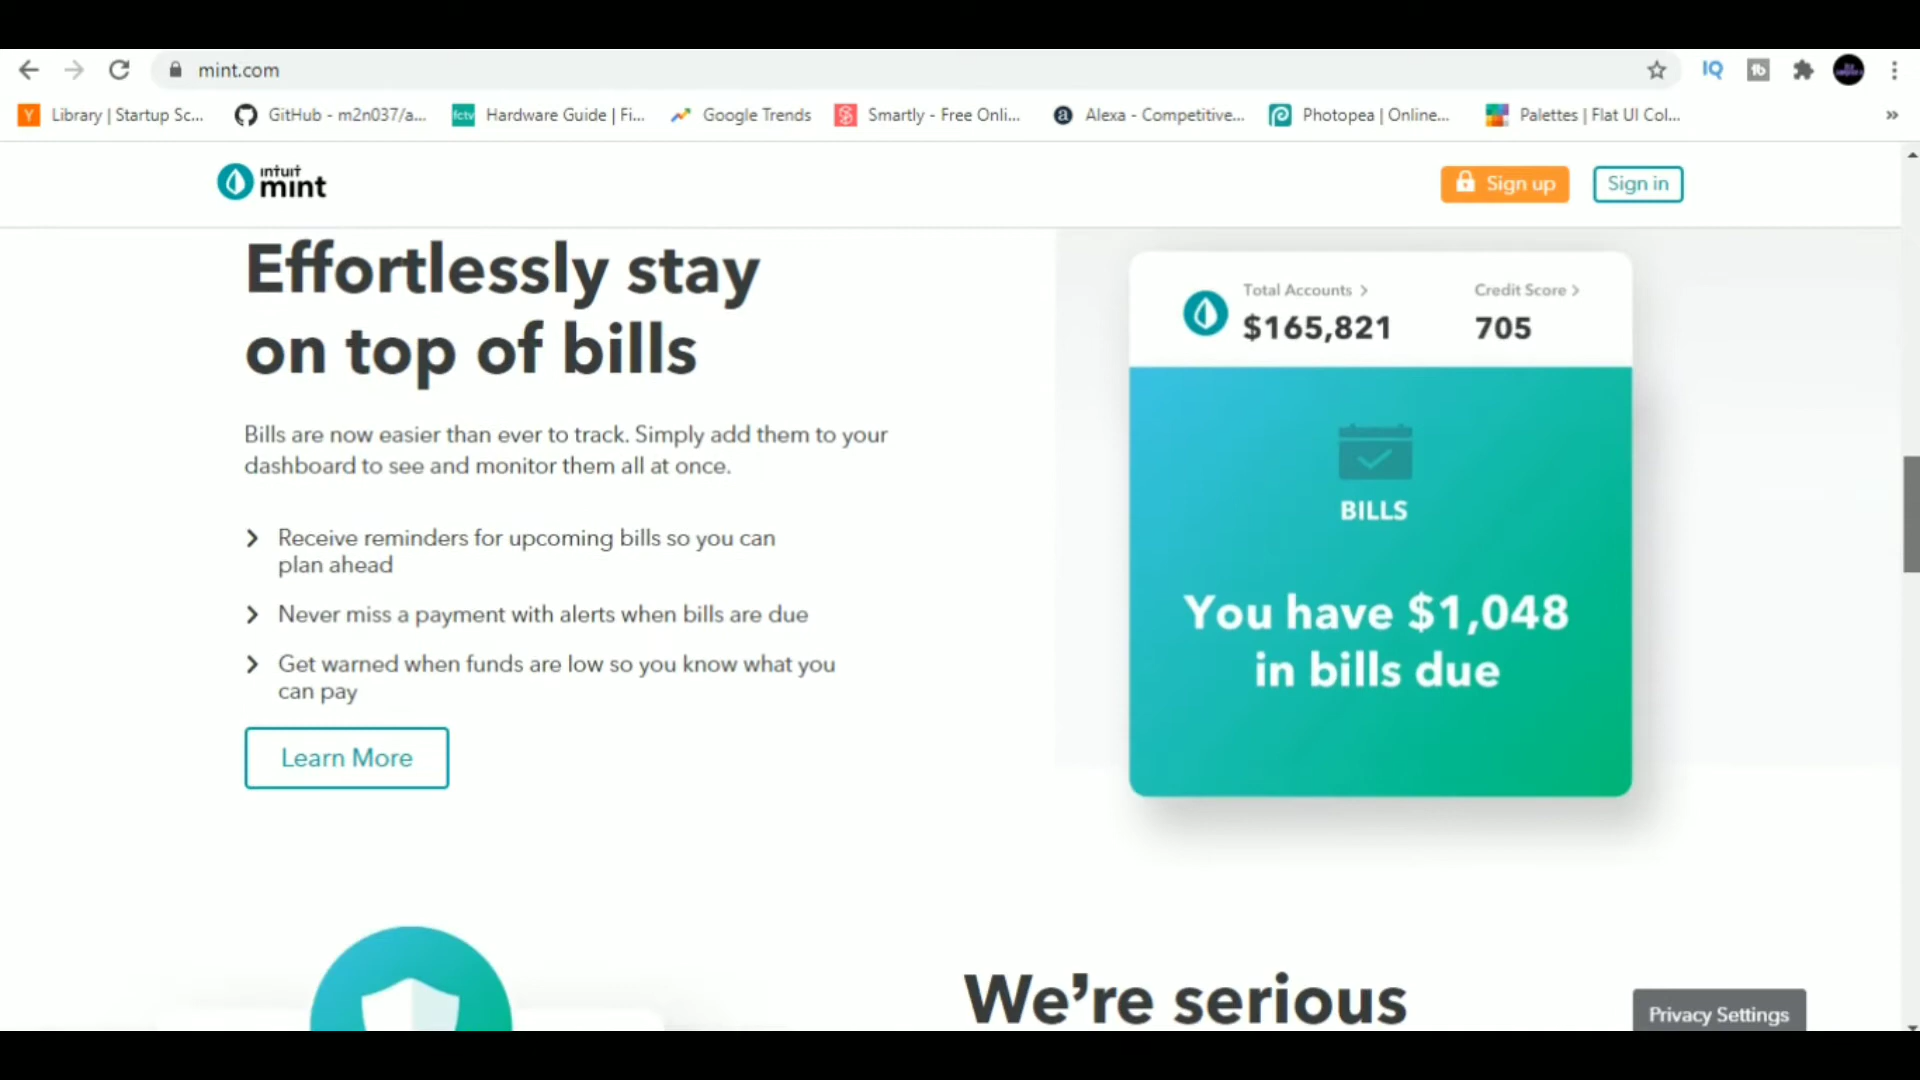 mint.com
IQ
tb
Library | Startup Sc...
GitHub - m2n037/a...
fctv
Hardware Guide | Fi...
Google Trends
Smartly - Free Onli...
Alexa - Competitive...
Photopea | Online...
Palettes | Flat UI Col...
intuit
mint
Sign up
Sign in
Effortlessly stay
on top of bills
Bills are now easier than ever to track. Simply add them to your
dashboard to see and monitor them all at once.
Receive reminders for upcoming bills so you can
plan ahead
Never miss a payment with alerts when bills are due
Get warned when funds are low so you know what you
can pay
Learn More
Total Accounts >
Credit Score >
$165,821
705
BILLS
You have $1,048
in bills due
We’re serious
Privacy Settings